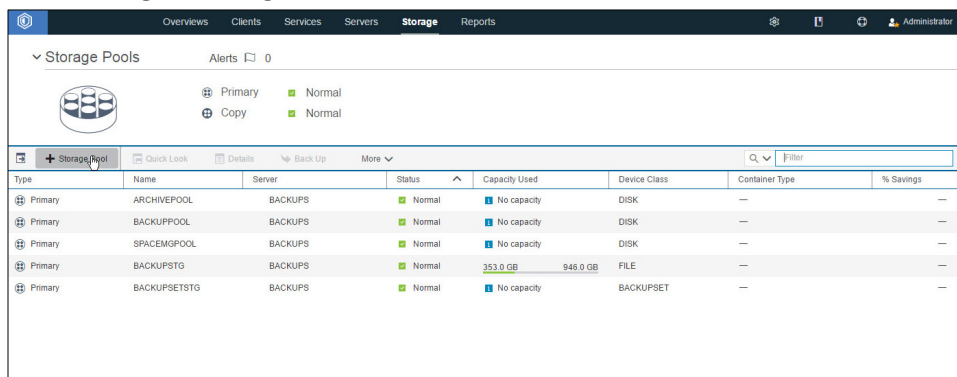 Overviews Clients Services Servers Storage Reports Administrator
Storage Pools Alerts 0
Primary Normal
Copy Normal
+ Storage Pool Quick Look Details Back Up More Filter
Type Name Server Status Capacity Used Device Class Container Type % Savings
Primary ARCHIVEPOOL BACKUPS Normal No capacity DISK — —
Primary BACKUPPOOL BACKUPS Normal No capacity DISK — —
Primary SPACEMGPOOL BACKUPS Normal No capacity DISK — —
Primary BACKUPSTG BACKUPS Normal 353.0 GB 946.0 GB FILE — —
Primary BACKUPSETSTG BACKUPS Normal No capacity BACKUPSET — —